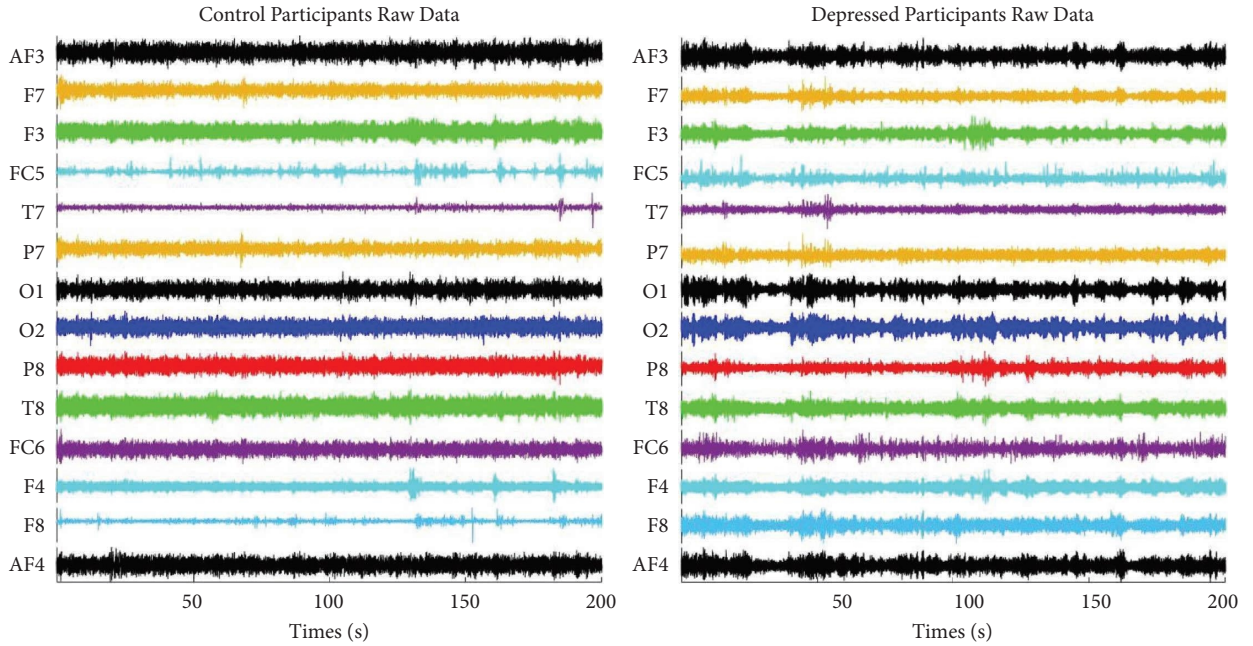 Control Participants Raw Data
AF3
F7
F3
FC5
T7
P7
O1
O2
P8
T8
FC6
F4
F8
AF4
50 100 150 200
Times (s)
Depressed Participants Raw Data
AF3
F7
F3
FC5
T7
P7
O1
O2
P8
T8
FC6
F4
F8
AF4
50 100 150 200
Times (s)